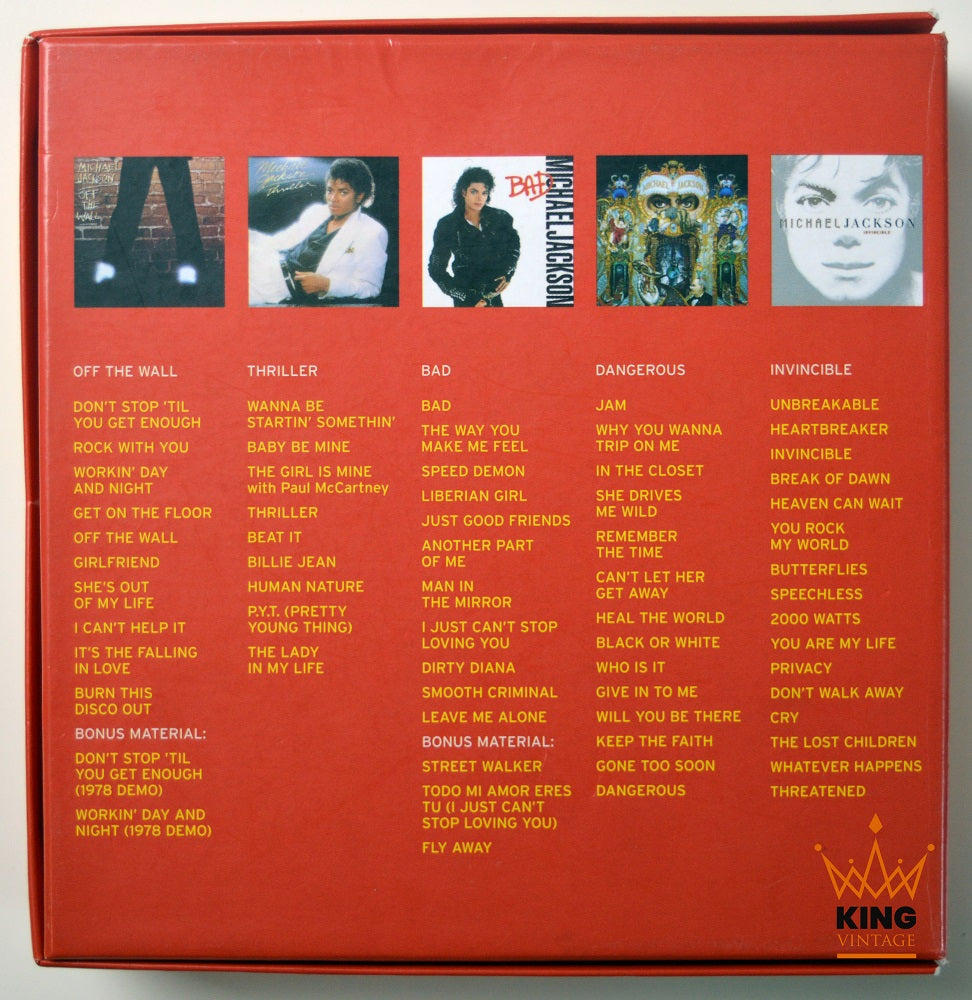 MICHAEL
JACKSON
OFF
THE
WALL
Michael
Jackson
Thriller
BAD
MICHAEL JACKSON
MICHAEL JACKSON
MICHAEL JACKSON
INVINCIBLE
OFF THE WALL
DON'T STOP 'TIL
YOU GET ENOUGH
ROCK WITH YOU
WORKIN' DAY
AND NIGHT
GET ON THE FLOOR
OFF THE WALL
GIRLFRIEND
SHE'S OUT
OF MY LIFE
I CAN'T HELP IT
IT'S THE FALLING
IN LOVE
BURN THIS
DISCO OUT
BONUS MATERIAL:
DON'T STOP 'TIL
YOU GET ENOUGH
(1978 DEMO)
WORKIN' DAY AND
NIGHT (1978 DEMO)
THRILLER
WANNA BE
STARTIN' SOMETHIN'
BABY BE MINE
THE GIRL IS MINE
with Paul McCartney
THRILLER
BEAT IT
BILLIE JEAN
HUMAN NATURE
P.Y.T. (PRETTY
YOUNG THING)
THE LADY
IN MY LIFE
BAD
BAD
THE WAY YOU
MAKE ME FEEL
SPEED DEMON
LIBERIAN GIRL
JUST GOOD FRIENDS
ANOTHER PART
OF ME
MAN IN
THE MIRROR
I JUST CAN'T STOP
LOVING YOU
DIRTY DIANA
SMOOTH CRIMINAL
LEAVE ME ALONE
BONUS MATERIAL:
STREET WALKER
TODO MI AMOR ERES
TU (I JUST CAN'T
STOP LOVING YOU)
FLY AWAY
DANGEROUS
JAM
WHY YOU WANNA
TRIP ON ME
IN THE CLOSET
SHE DRIVES
ME WILD
REMEMBER
THE TIME
CAN'T LET HER
GET AWAY
HEAL THE WORLD
BLACK OR WHITE
WHO IS IT
GIVE IN TO ME
WILL YOU BE THERE
KEEP THE FAITH
GONE TOO SOON
DANGEROUS
INVINCIBLE
UNBREAKABLE
HEARTBREAKER
INVINCIBLE
BREAK OF DAWN
HEAVEN CAN WAIT
YOU ROCK
MY WORLD
BUTTERFLIES
SPEECHLESS
2000 WATTS
YOU ARE MY LIFE
PRIVACY
DON'T WALK AWAY
CRY
THE LOST CHILDREN
WHATEVER HAPPENS
THREATENED
KING
VINTAGE